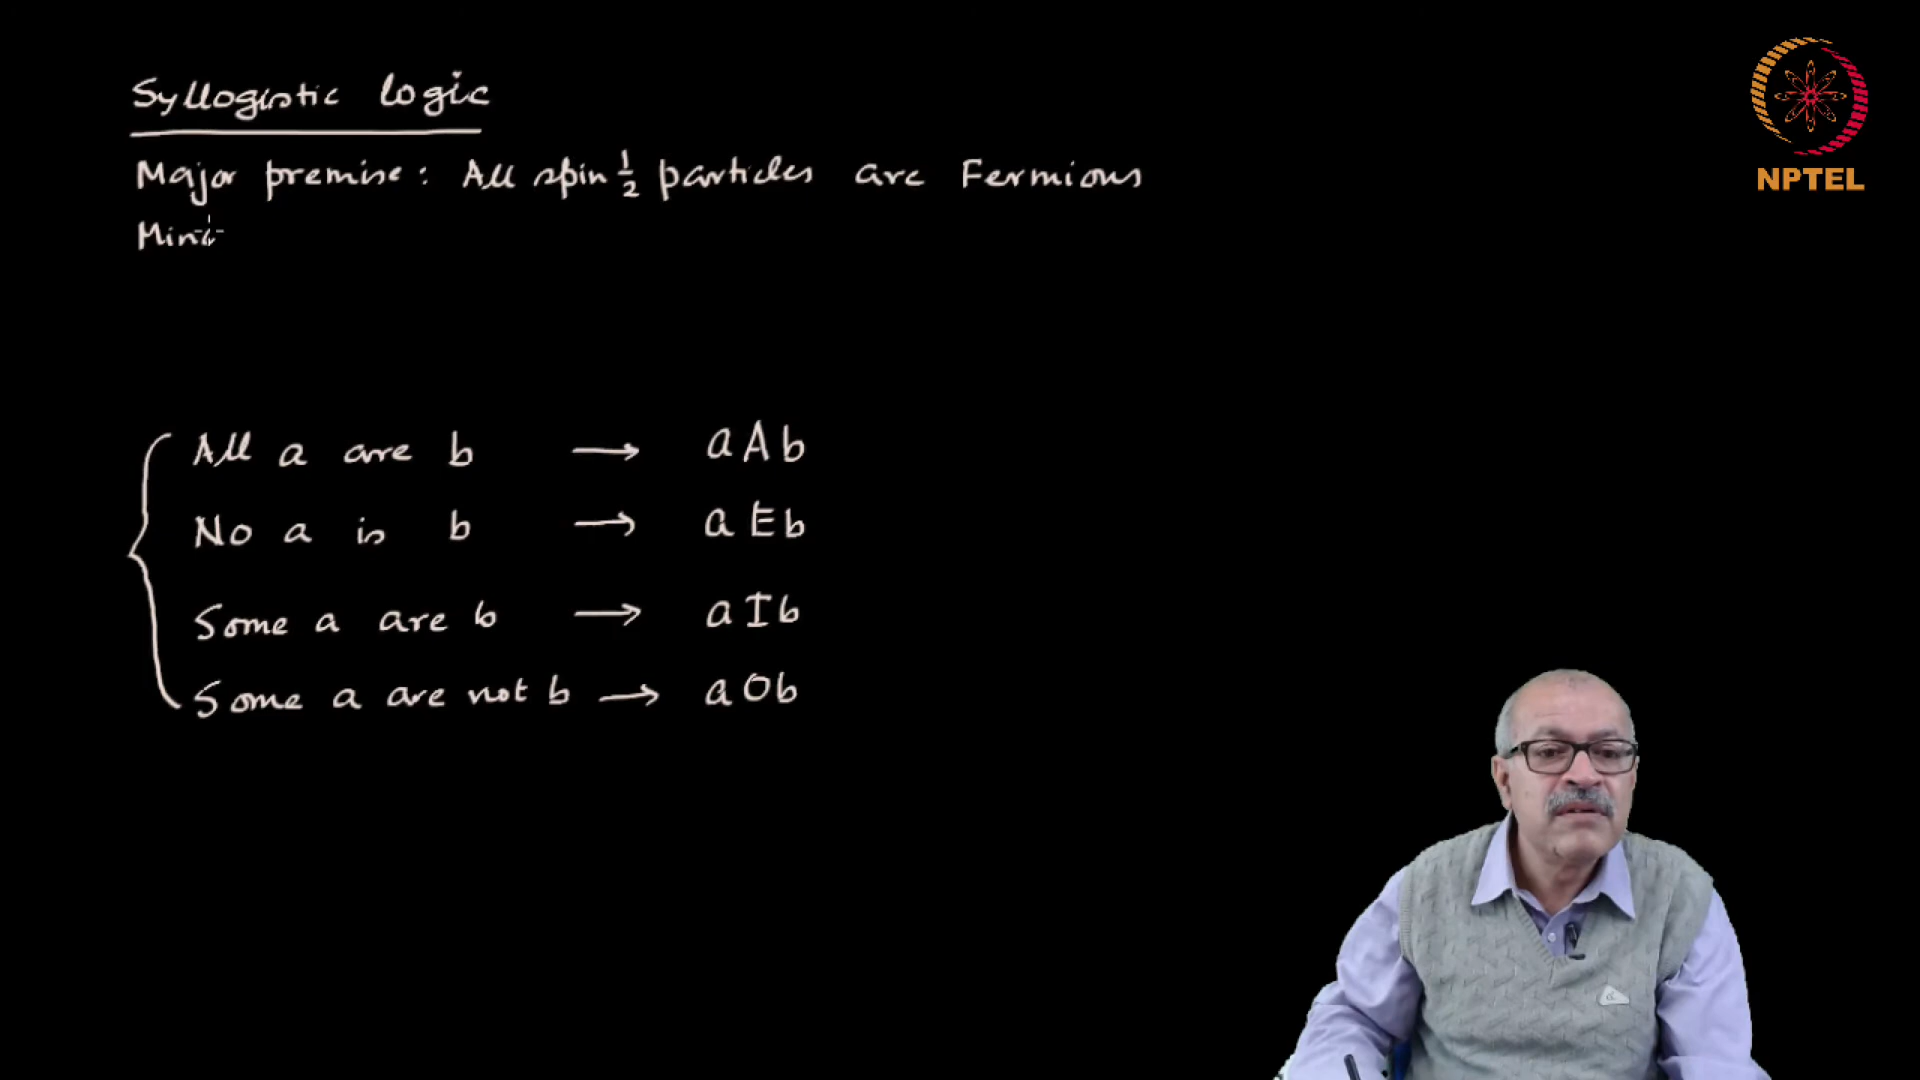 Syllogistic logic
Major premise: All spin 1/2 particles are Fermions
Mino
All a are b → aAb
No a is b → aEb
Some a are b → aIb
Some a are not b → aOb
NPTEL